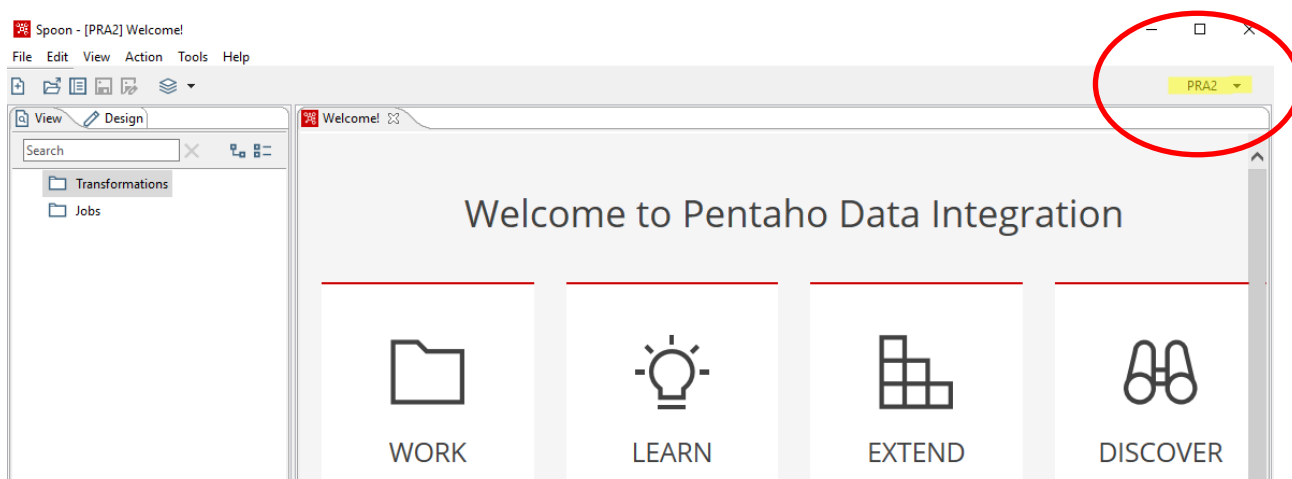 Spoon - [PRA2] Welcome!
File Edit View Action Tools Help
PRA2
View Design
Welcome!
Search
Transformations
Jobs
Welcome to Pentaho Data Integration
WORK LEARN EXTEND DISCOVER